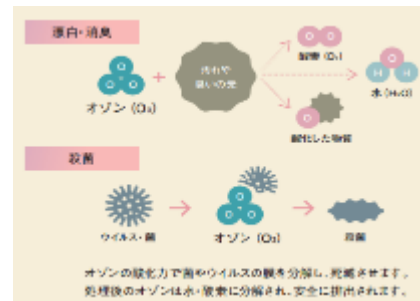 漂白・消臭
オゾン (O₃)
汚れや
臭いの元
酸素 (O₂)
水 (H₂O)
酸化した物質
殺菌
ウイルス・菌
オゾン (O₃)
殺菌
オゾンの酸化力で菌やウイルスの膜を分解し、死滅させます。
処理後のオゾンは水・酸素に分解され、安全に排出されます。